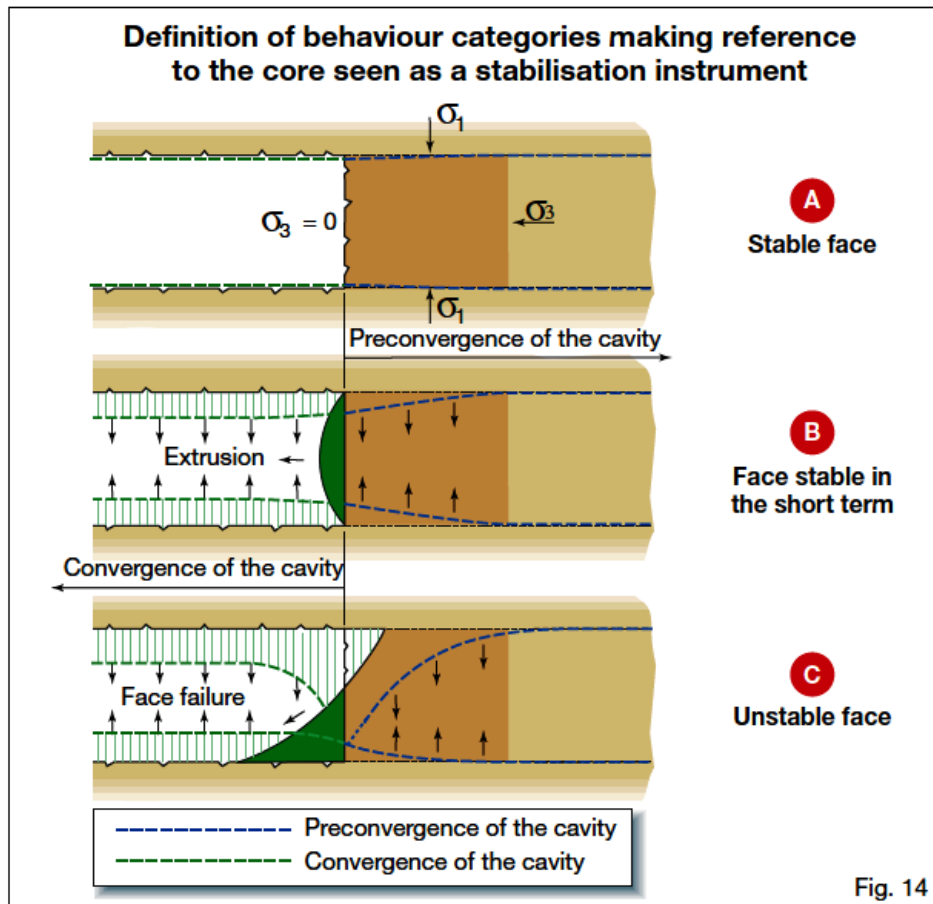 Definition of behaviour categories making reference
to the core seen as a stabilisation instrument
σ1
σ3 = 0
σ3
A
Stable face
σ1
Preconvergence of the cavity
Extrusion
B
Face stable in
the short term
Convergence of the cavity
Face failure
C
Unstable face
Preconvergence of the cavity
Convergence of the cavity
Fig. 14